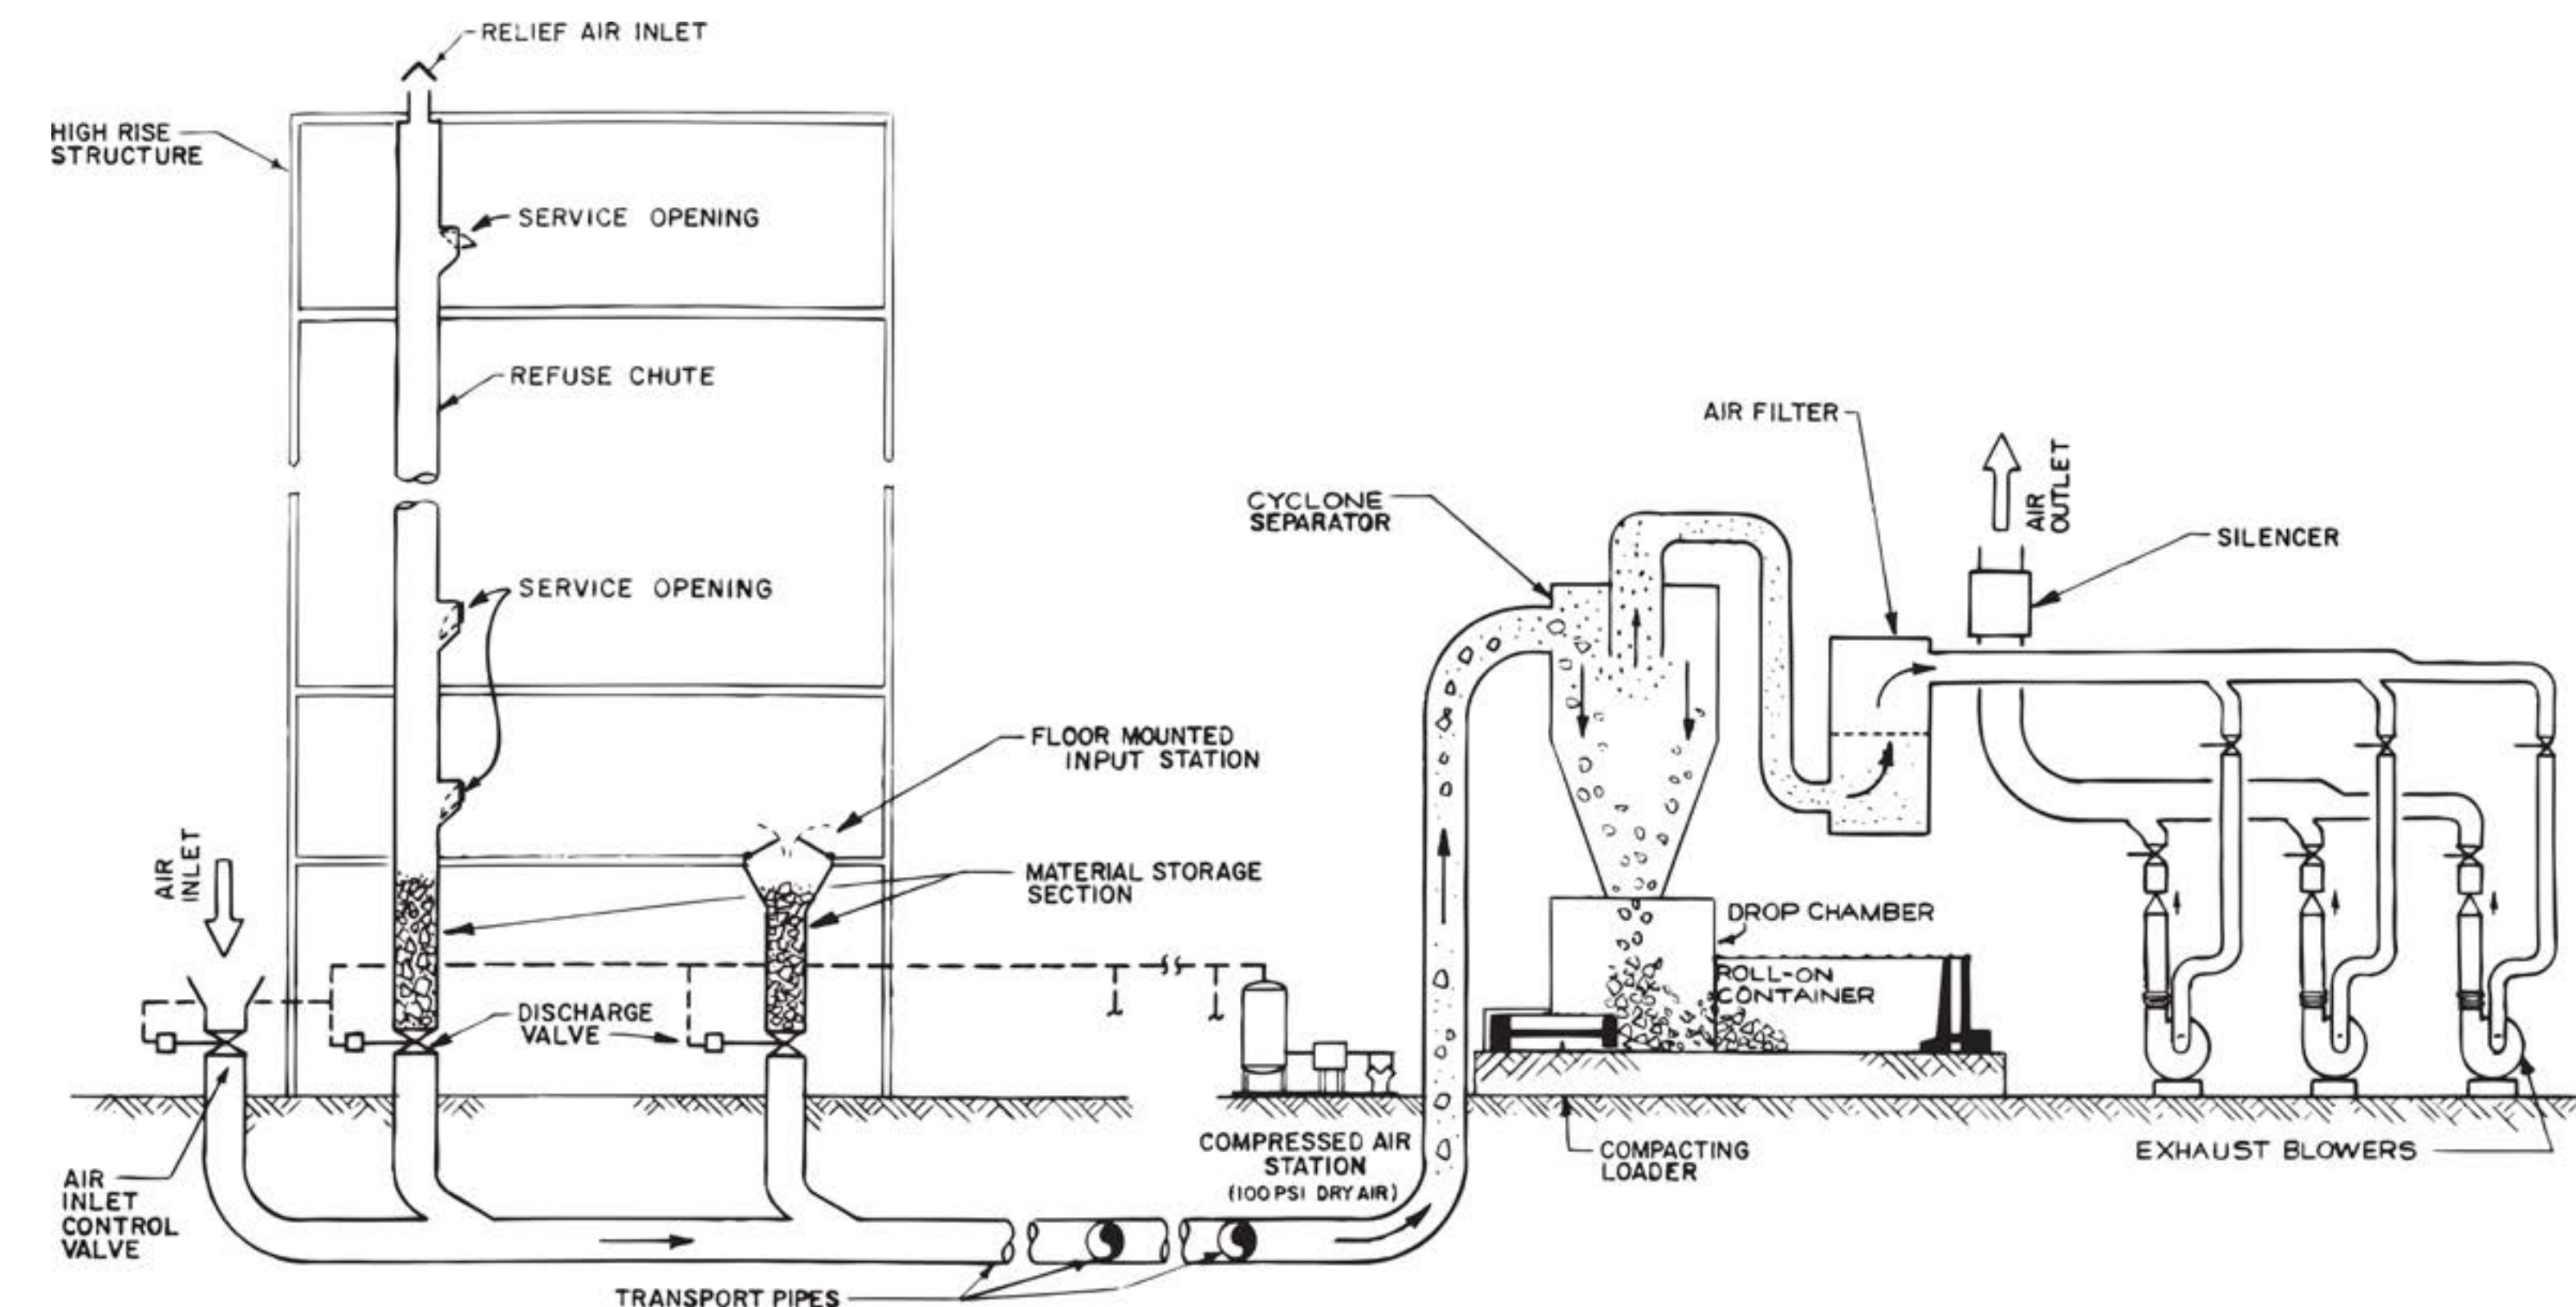 RELIEF AIR INLET
HIGH RISE
STRUCTURE
SERVICE OPENING
REFUSE CHUTE
SERVICE OPENING
FLOOR MOUNTED
INPUT STATION
AIR
INLET
MATERIAL STORAGE
SECTION
DISCHARGE
VALVE
AIR
INLET
CONTROL
VALVE
TRANSPORT PIPES
COMPRESSED AIR
STATION
(100 PSI DRY AIR)
CYCLONE
SEPARATOR
AIR FILTER
AIR
OUTLET
SILENCER
DROP CHAMBER
ROLL-ON
CONTAINER
COMPACTING
LOADER
EXHAUST BLOWERS